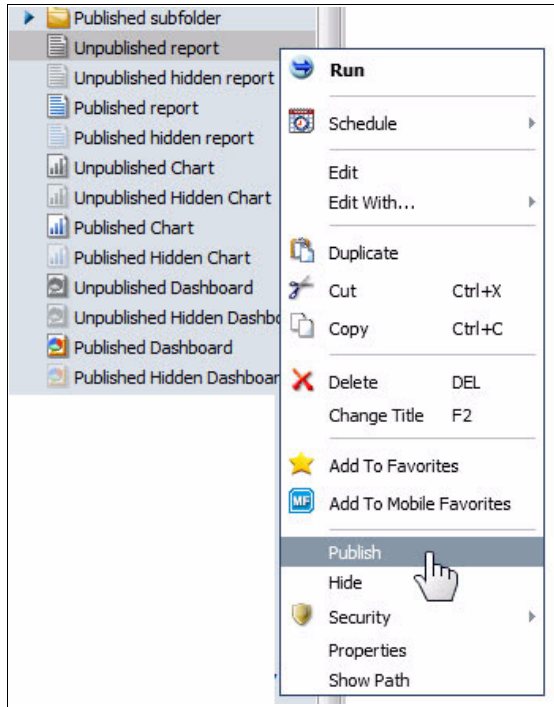 Published subfolder
Unpublished report
Unpublished hidden report
Published report
Published hidden report
Unpublished Chart
Unpublished Hidden Chart
Published Chart
Published Hidden Chart
Unpublished Dashboard
Unpublished Hidden Dashbo
Published Dashboard
Published Hidden Dashboar
Run
Schedule
Edit
Edit With...
Duplicate
Cut Ctrl+X
Copy Ctrl+C
Delete DEL
Change Title F2
Add To Favorites
MF Add To Mobile Favorites
Publish
Hide
Security
Properties
Show Path